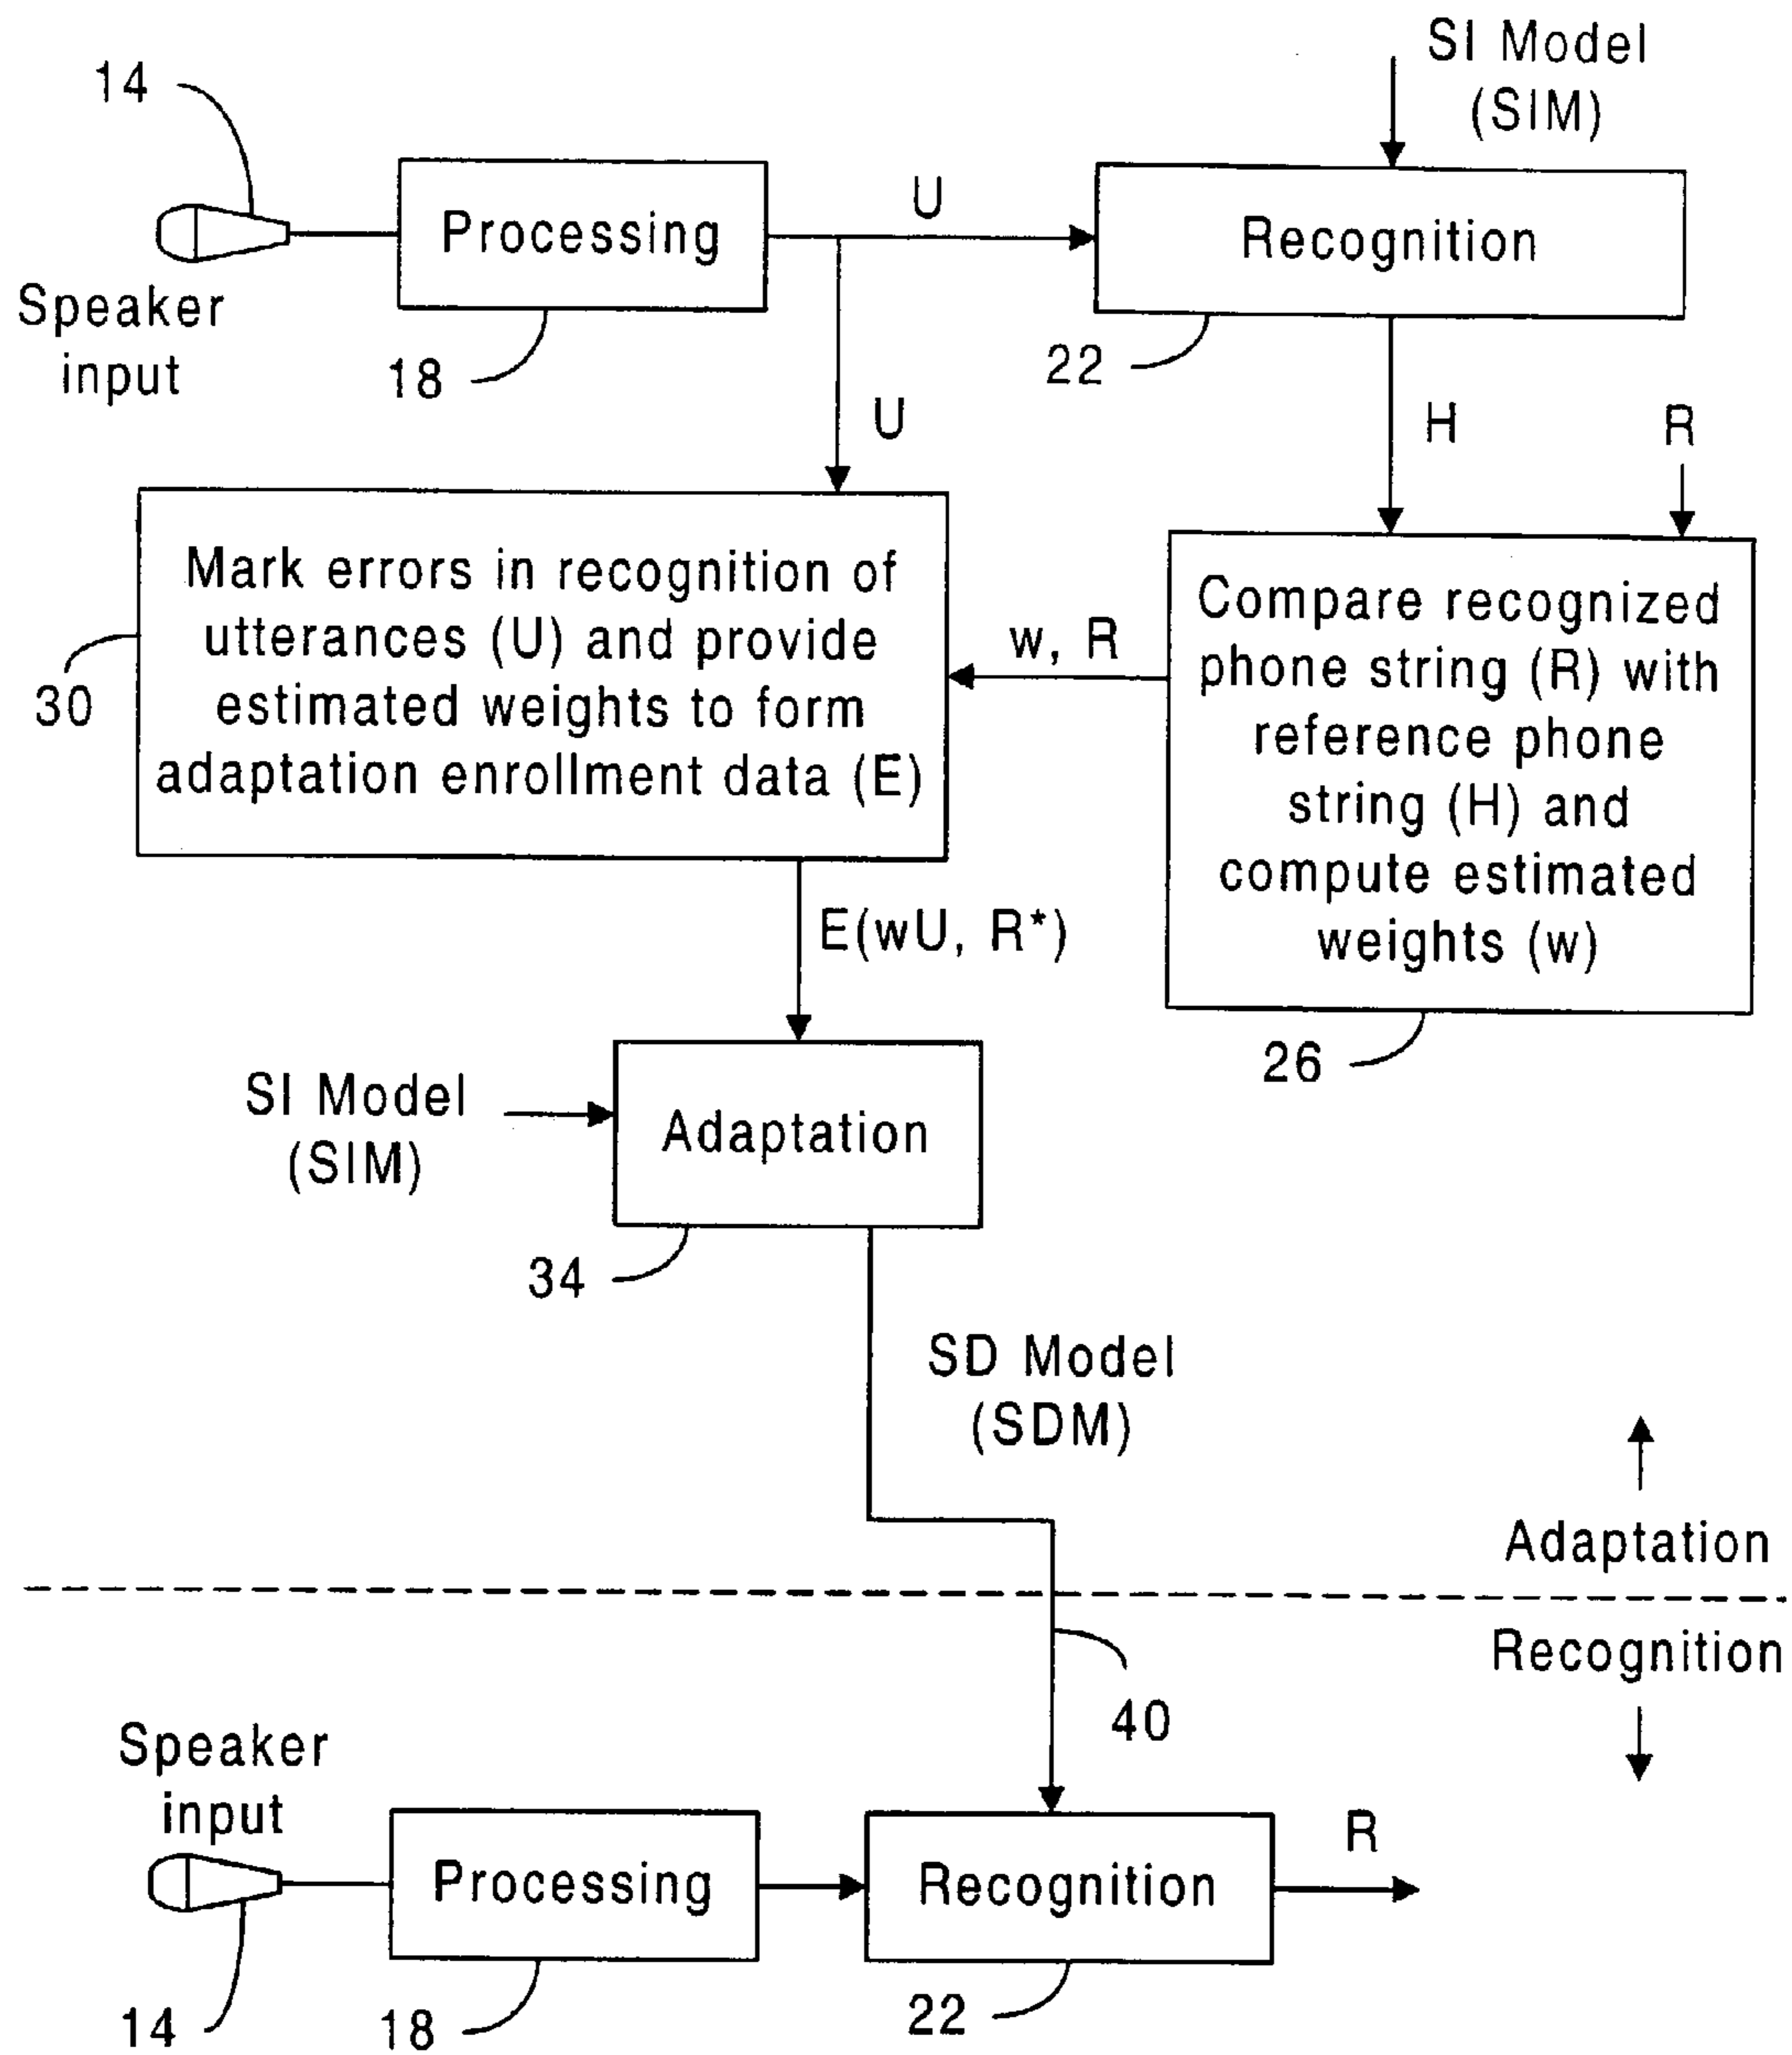 SI Model
(SIM)
14
Processing
U
Recognition
Speaker
input
18
22
U
H
R
Mark errors in recognition of
utterances (U) and provide
estimated weights to form
adaptation enrollment data (E)
30
w, R
Compare recognized
phone string (R) with
reference phone
string (H) and
compute estimated
weights (w)
26
E(wU, R*)
SI Model
(SIM)
Adaptation
34
SD Model
(SDM)
Adaptation
Recognition
40
Speaker
input
Processing
Recognition
R
14
18
22